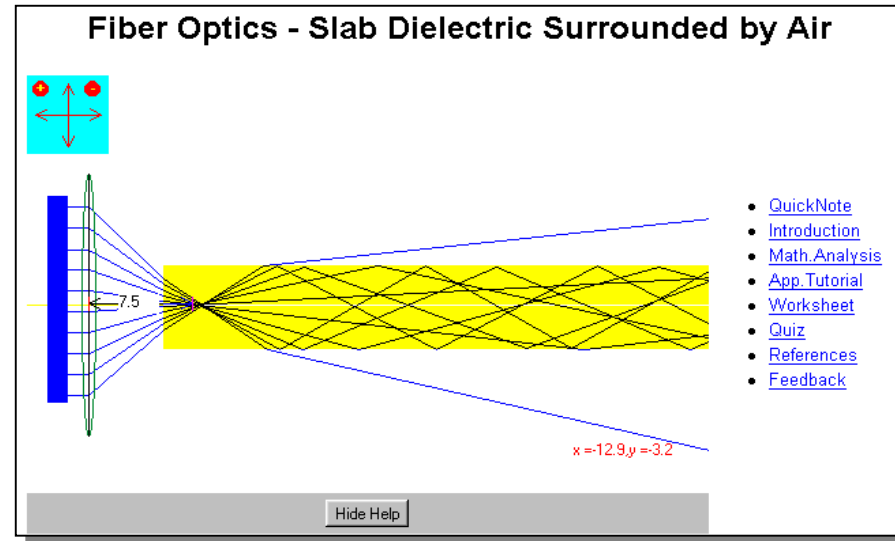 Fiber Optics - Slab Dielectric Surrounded by Air
+ -
7.5
x =-12.9,y =-3.2
Hide Help
QuickNote
Introduction
Math.Analysis
App.Tutorial
Worksheet
Quiz
References
Feedback